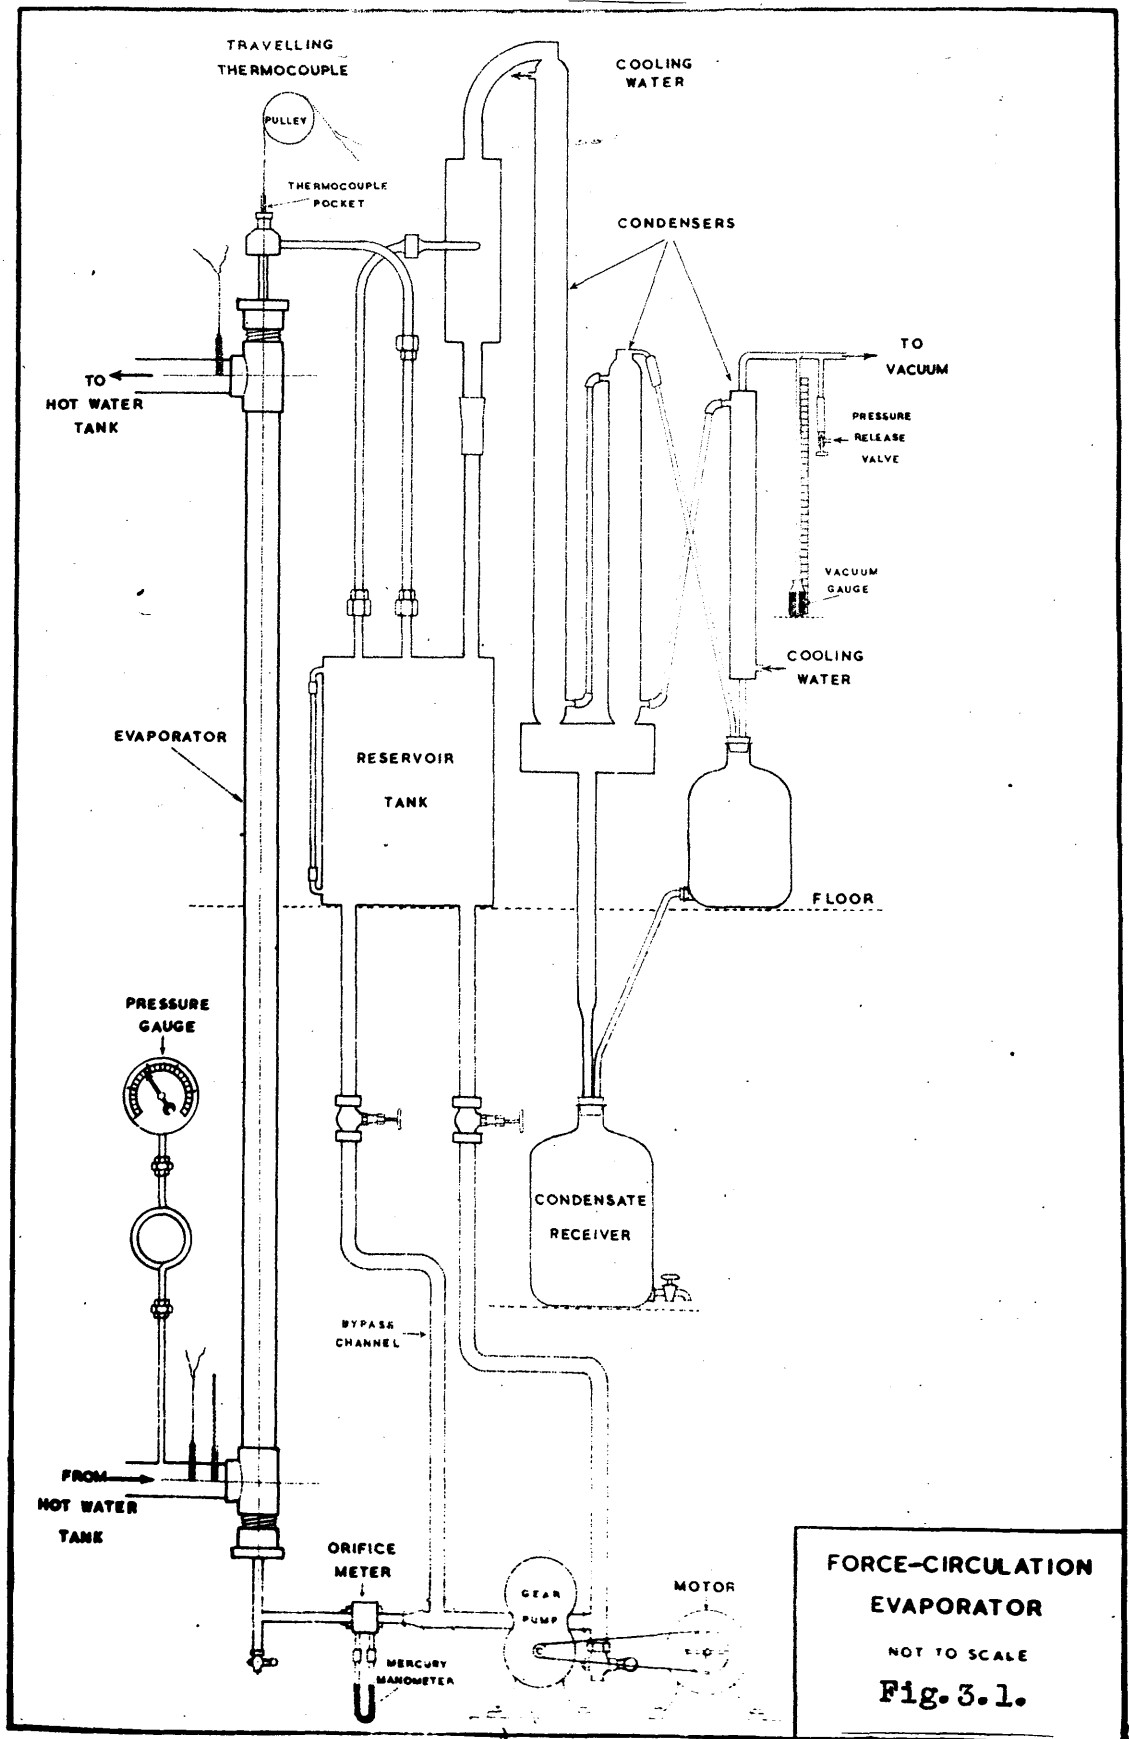 TRAVELLING
THERMOCOUPLE
PULLEY
THERMOCOUPLE
POCKET
COOLING
WATER
CONDENSERS
TO
VACUUM
PRESSURE
RELEASE
VALVE
VACUUM
GAUGE
TO
HOT WATER
TANK
COOLING
WATER
EVAPORATOR
RESERVOIR
TANK
FLOOR
PRESSURE
GAUGE
CONDENSATE
RECEIVER
BYPASS
CHANNEL
FROM
HOT WATER
TANK
ORIFICE
METER
GEAR
PUMP
MOTOR
MERCURY
MANOMETER
FORCE-CIRCULATION
EVAPORATOR
NOT TO SCALE
Fig. 3.1.